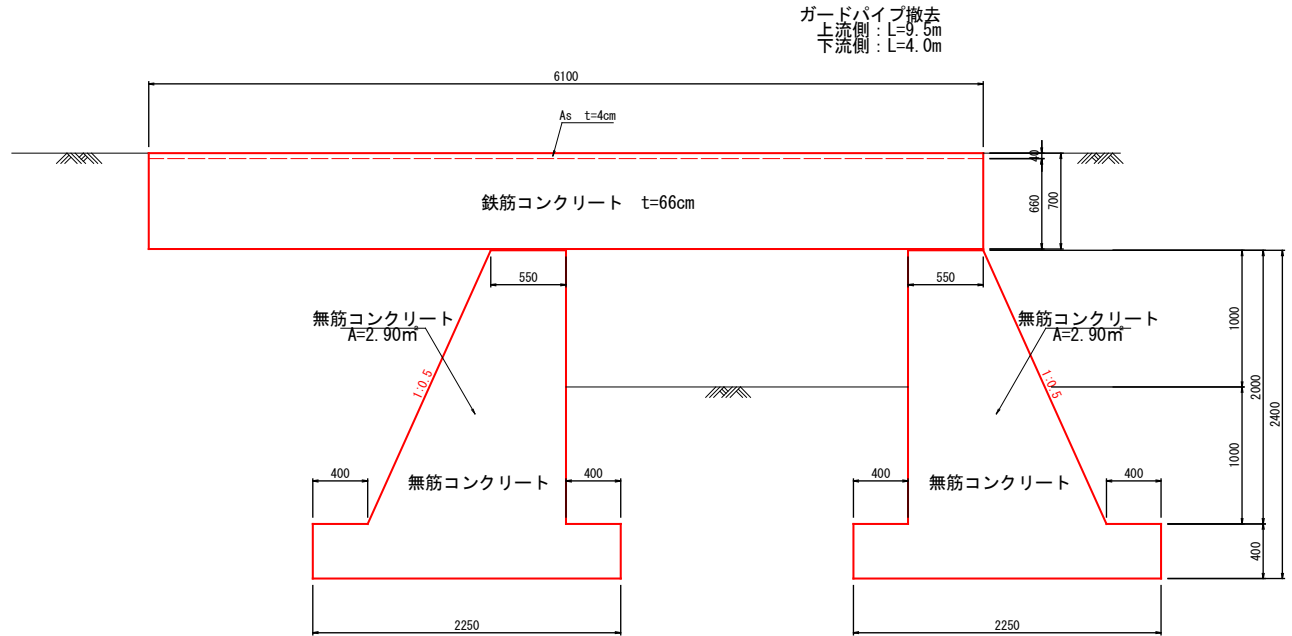 ガードパイプ撤去
上流側：L=9.5m
下流側：L=4.0m
6100
As t=4cm
40
鉄筋コンクリート t=66cm
660
700
550
550
無筋コンクリート
A=2.90㎡
無筋コンクリート
A=2.90㎡
1000
1:0.5
1:0.5
2000
2400
1000
400
無筋コンクリート
400
400
無筋コンクリート
400
400
2250
2250